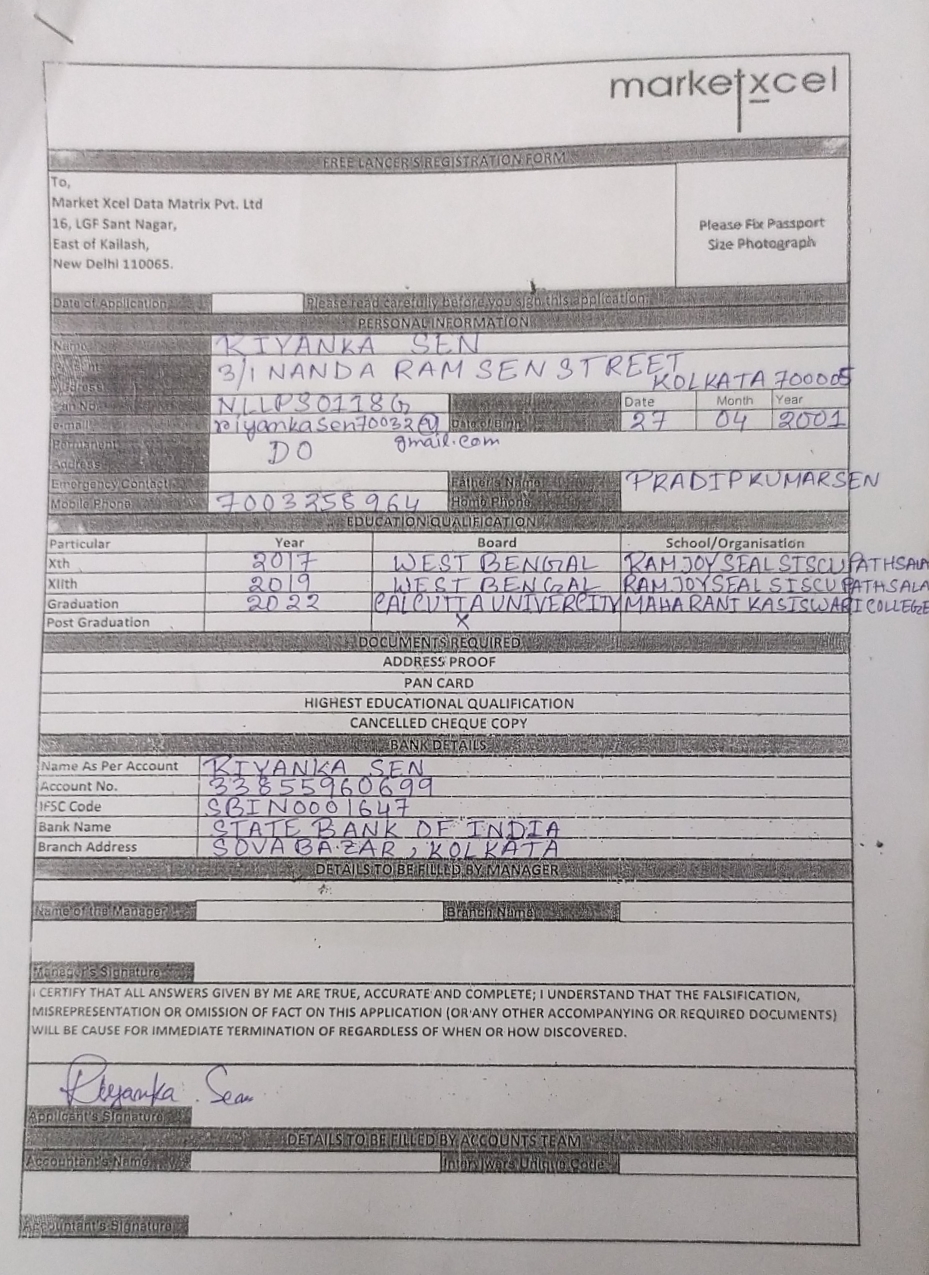 marketxcel
FREE LANCER'S REGISTRATION FORM
To,
Market Xcel Data Matrix Pvt. Ltd
16, LGF Sant Nagar,
East of Kailash,
New Delhi 110065.
Please Fix Passport
Size Photograph
Date of Application Please read carefully before you sign this application.
PERSONAL INFORMATION
Name RIYANKA SEN
Address 3/1 NANDA RAM SEN STREET
KOLKATA 700005
NLLPS0118G Date Month Year
e-mail riyankasen70032@ Date of Birth 27 04 2001
gmail.com
Permanent DO
Address
Emergency Contact Father's Name PRADIP KUMAR SEN
Mobile Phone 7003258964 Home Phone
EDUCATION QUALIFICATION
Particular Year Board School/Organisation
Xth 2017 WEST BENGAL RAMJOY SEAL SISCU PATHSALA
XIIth 2019 WEST BENGAL RAMJOY SEAL SISCU PATHSALA
Graduation 2022 CALCUTTA UNIVERCITY MAHARANI KASISWARI COLLEGE
Post Graduation X
DOCUMENTS REQUIRED
ADDRESS PROOF
PAN CARD
HIGHEST EDUCATIONAL QUALIFICATION
CANCELLED CHEQUE COPY
BANK DETAILS
Name As Per Account RIYANKA SEN
Account No. 33855960699
IFSC Code SBIN0001647
Bank Name STATE BANK OF INDIA
Branch Address SOVABAZAR, KOLKATA
DETAILS TO BE FILLED BY MANAGER
Name of the Manager Branch Name
Manager's Signature
I CERTIFY THAT ALL ANSWERS GIVEN BY ME ARE TRUE, ACCURATE AND COMPLETE; I UNDERSTAND THAT THE FALSIFICATION,
MISREPRESENTATION OR OMISSION OF FACT ON THIS APPLICATION (OR ANY OTHER ACCOMPANYING OR REQUIRED DOCUMENTS)
WILL BE CAUSE FOR IMMEDIATE TERMINATION OF REGARDLESS OF WHEN OR HOW DISCOVERED.
Riyanka Sen
Applicant's Signature
DETAILS TO BE FILLED BY ACCOUNTS TEAM
Accountant's Name Interviwers Unique Code
Accountant's Signature